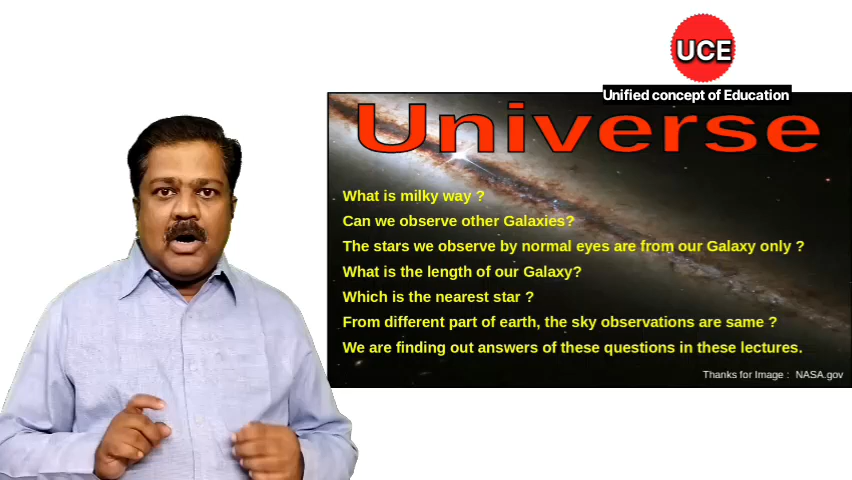 UCE
Unified concept of Education
Universe
What is milky way ?
Can we observe other Galaxies?
The stars we observe by normal eyes are from our Galaxy only ?
What is the length of our Galaxy?
Which is the nearest star ?
From different part of earth, the sky observations are same ?
We are finding out answers of these questions in these lectures.
Thanks for Image : NASA.gov